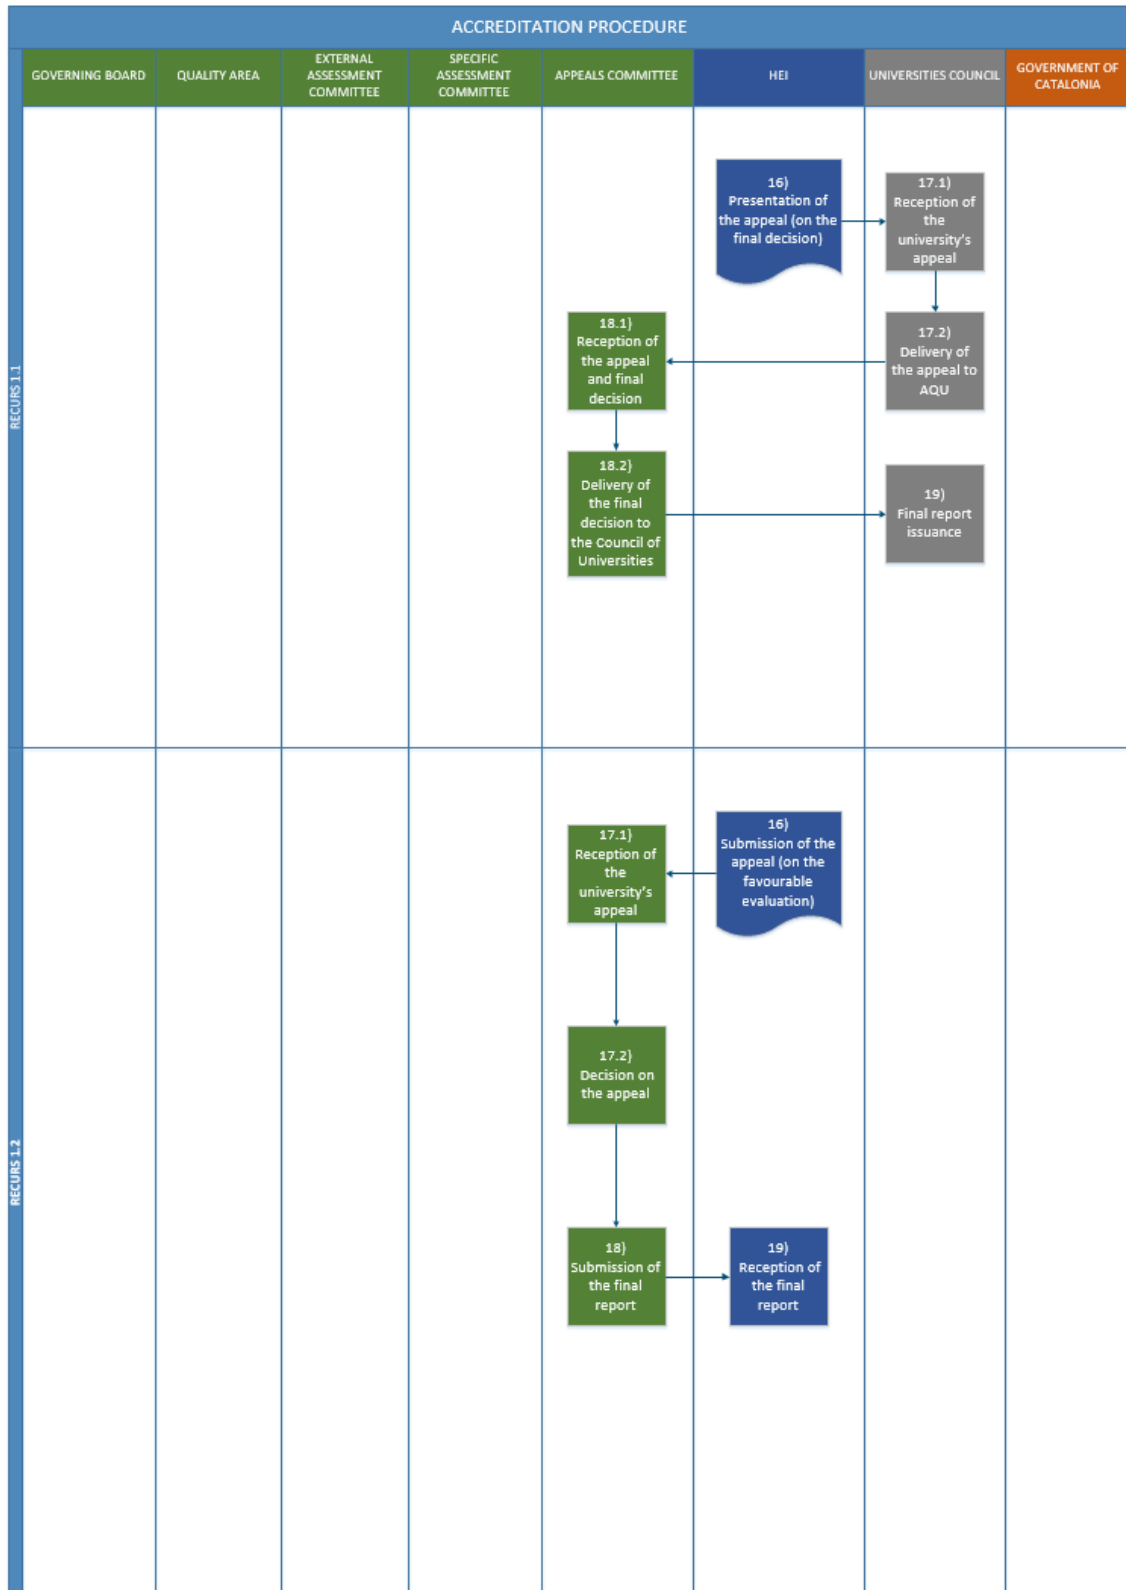 ACCREDITATION PROCEDURE
GOVERNING BOARD
QUALITY AREA
EXTERNAL
ASSESSMENT
COMMITTEE
SPECIFIC
ASSESSMENT
COMMITTEE
APPEALS COMMITTEE
HEI
UNIVERSITIES COUNCIL
GOVERNMENT OF
CATALONIA
RECURS 1.1
16)
Presentation of
the appeal (on the
final decision)
17.1)
Reception of
the
university's
appeal
18.1)
Reception of
the appeal
and final
decision
17.2)
Delivery of
the appeal to
AQU
18.2)
Delivery of
the final
decision to
the Council of
Universities
19)
Final report
issuance
RECURS 1.2
17.1)
Reception of
the
university's
appeal
16)
Submission of the
appeal (on the
favourable
evaluation)
17.2)
Decision on
the appeal
18)
Submission of
the final
report
19)
Reception of
the final
report